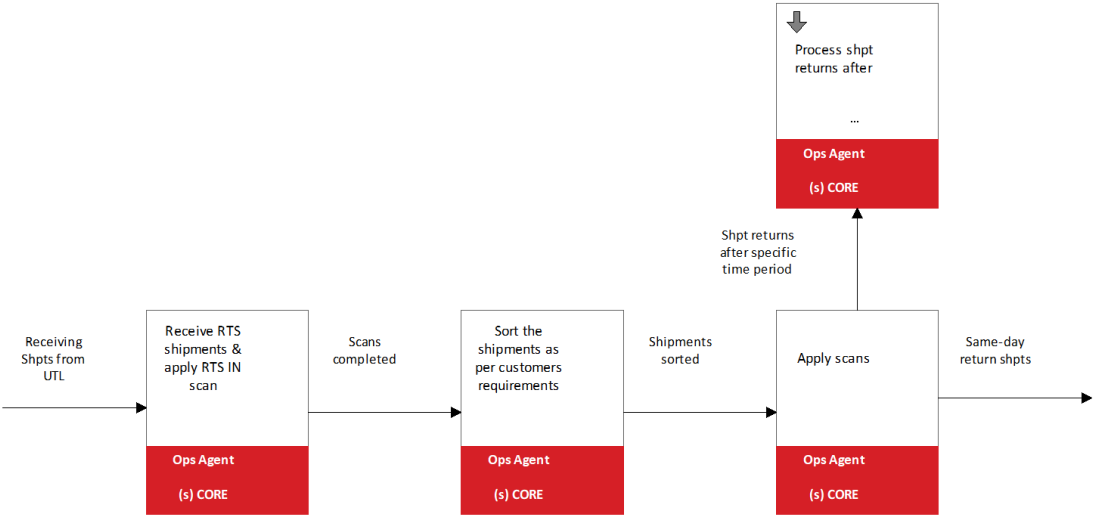 Process shpt
returns after
...
Ops Agent
(s) CORE
Shpt returns
after specific
time period
Receiving
Shpts from
UTL
Receive RTS
shipments &
apply RTS IN
scan
Ops Agent
(s) CORE
Scans
completed
Sort the
shipments as
per customers
requirements
Ops Agent
(s) CORE
Shipments
sorted
Apply scans
Ops Agent
(s) CORE
Same-day
return shpts